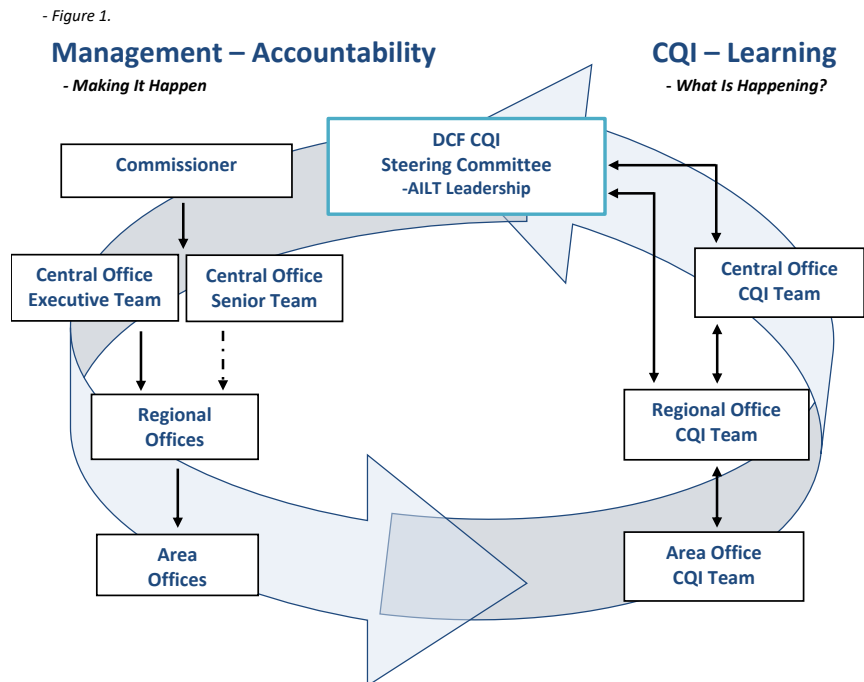 - Figure 1.
Management – Accountability
- Making It Happen
CQI – Learning
- What Is Happening?
DCF CQI
Steering Committee
-AILT Leadership
Commissioner
Central Office
Executive Team
Central Office
Senior Team
Central Office
CQI Team
Regional
Offices
Regional Office
CQI Team
Area
Offices
Area Office
CQI Team